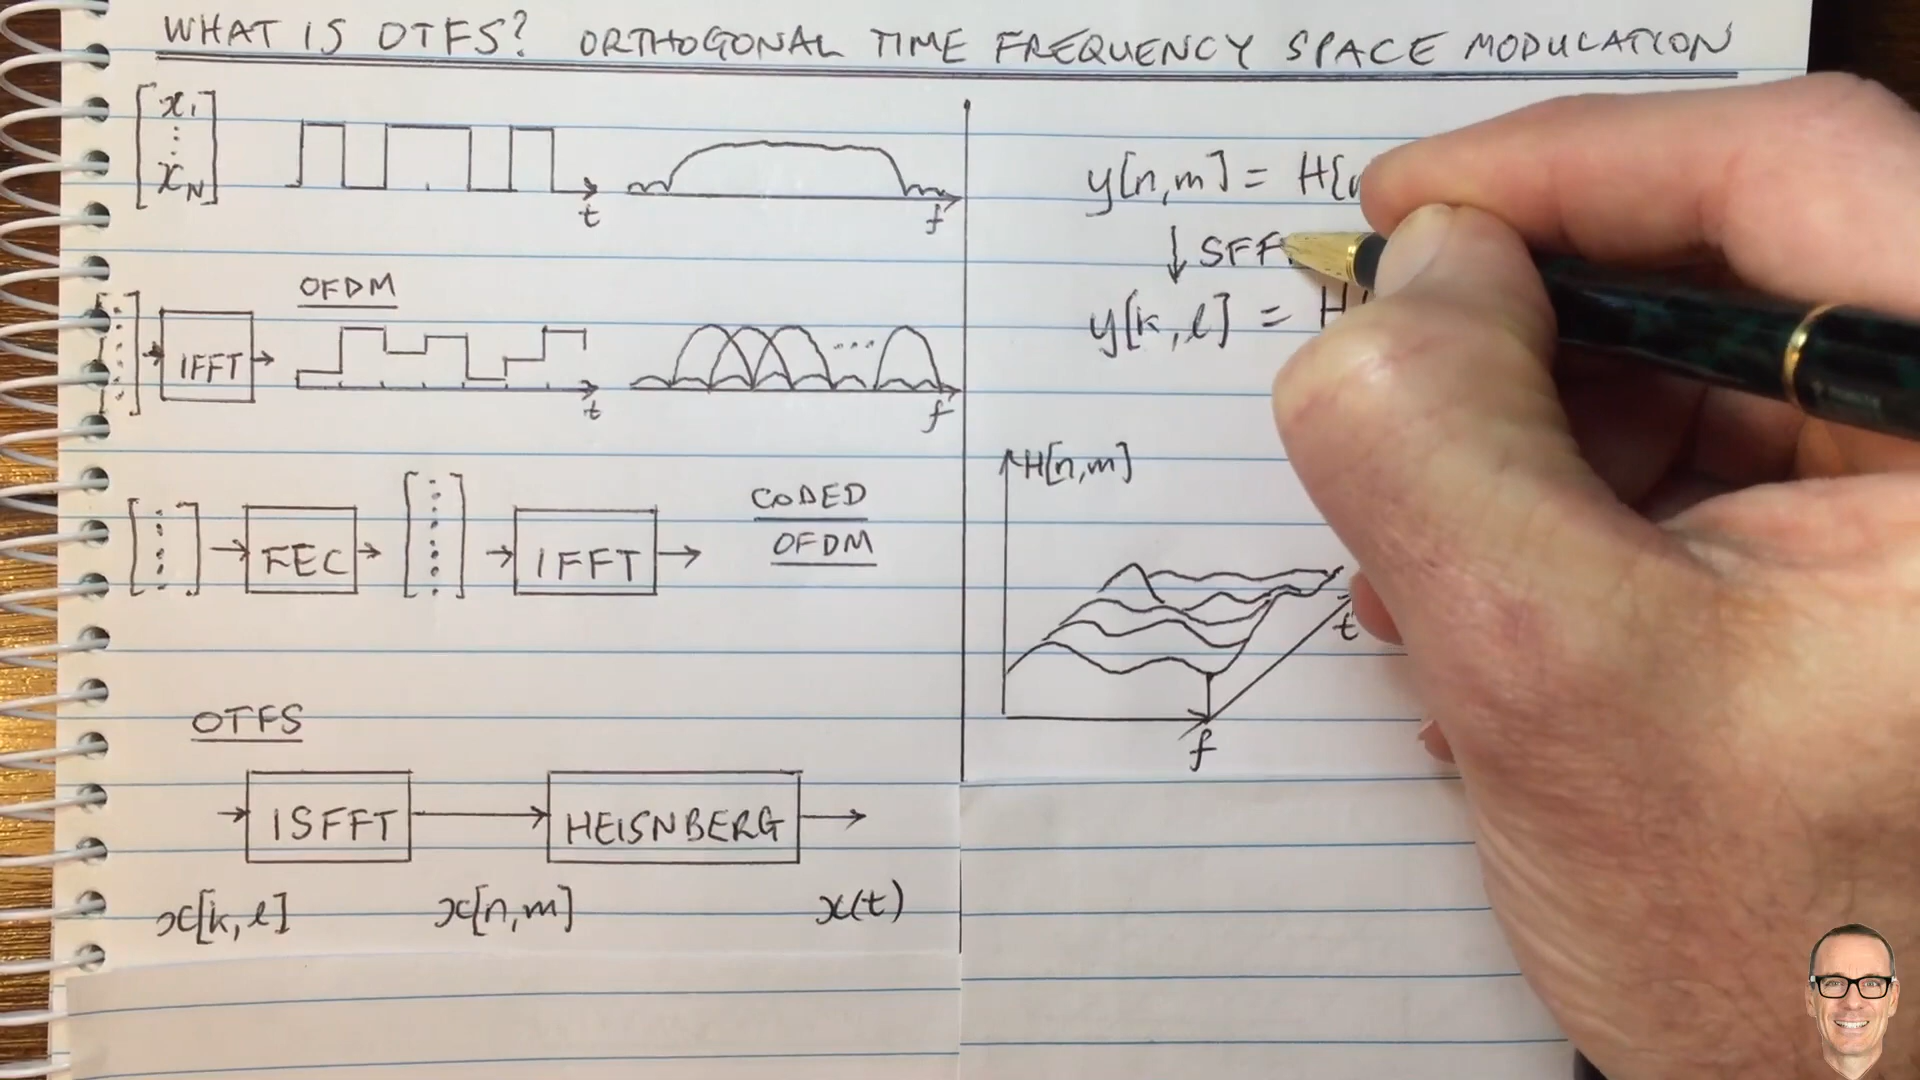 WHAT IS OTFS? ORTHOGONAL TIME FREQUENCY SPACE MODULATION
x1
⋮
xN
t
f
OFDM
IFFT
t
f
FEC
IFFT
CODED
OFDM
OTFS
ISFFT
HEISNBERG
x[k,l]
x[n,m]
x(t)
y[n,m] = H[n
↓ SFF
y[k,l] = H
H[n,m]
t
f